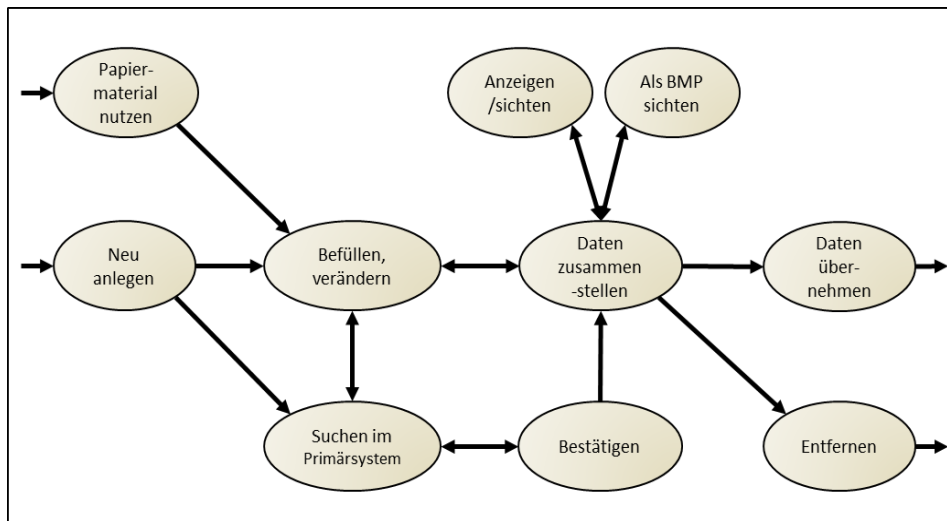 Papier-
material
nutzen
Anzeigen
/sichten
Als BMP
sichten
Neu
anlegen
Befüllen,
verändern
Daten
zusammen
-stellen
Daten
über-
nehmen
Suchen im
Primärsystem
Bestätigen
Entfernen